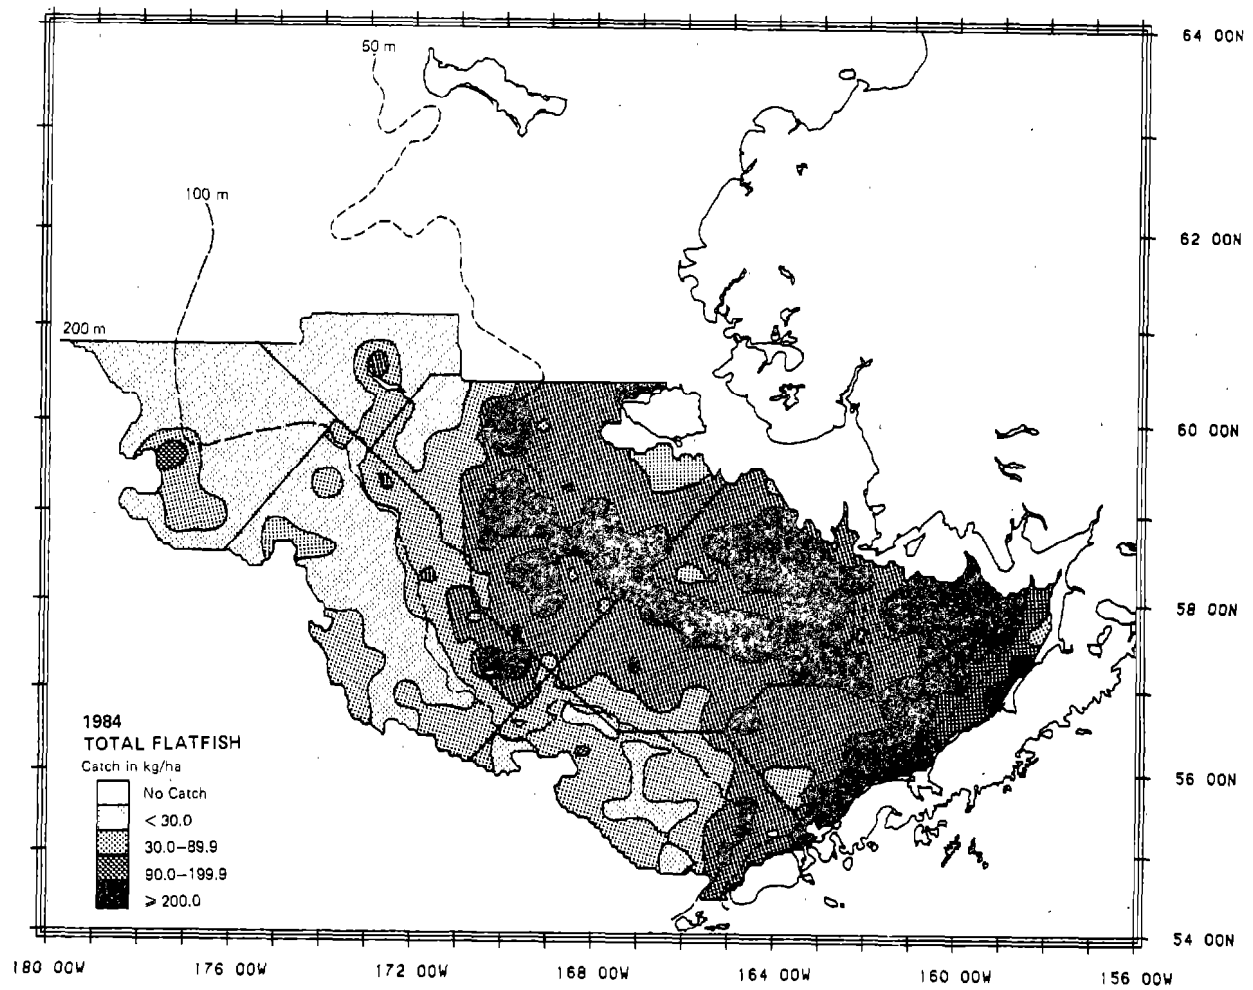 50 m
64 00N
100 m
62 00N
200 m
60 00N
58 00N
1984
TOTAL FLATFISH
Catch in kg/ha
No Catch
< 30.0
30.0–89.9
90.0–199.9
⩾ 200.0
56 00N
54 00N
180 00W 176 00W 172 00W 168 00W 164 00W 160 00W 156 00W